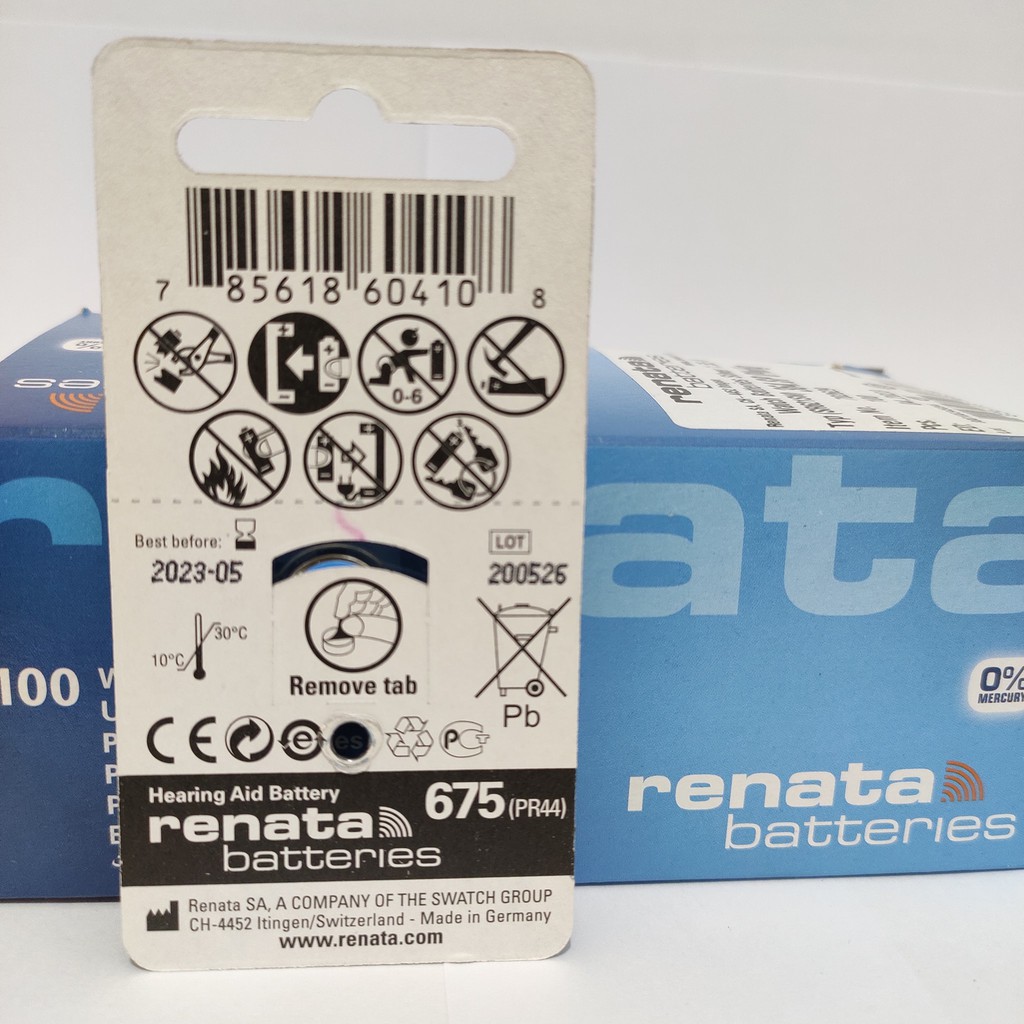 7 85618 60410 8
0-6
Best before:
2023-05
LOT
200526
30°C
10°C
Remove tab
Pb
CE
Hearing Aid Battery
675 (PR44)
renata
batteries
Renata SA, A COMPANY OF THE SWATCH GROUP
CH-4452 Itingen/Switzerland - Made in Germany
www.renata.com
100
ata
0%
MERCURY
renata
batteries
renata